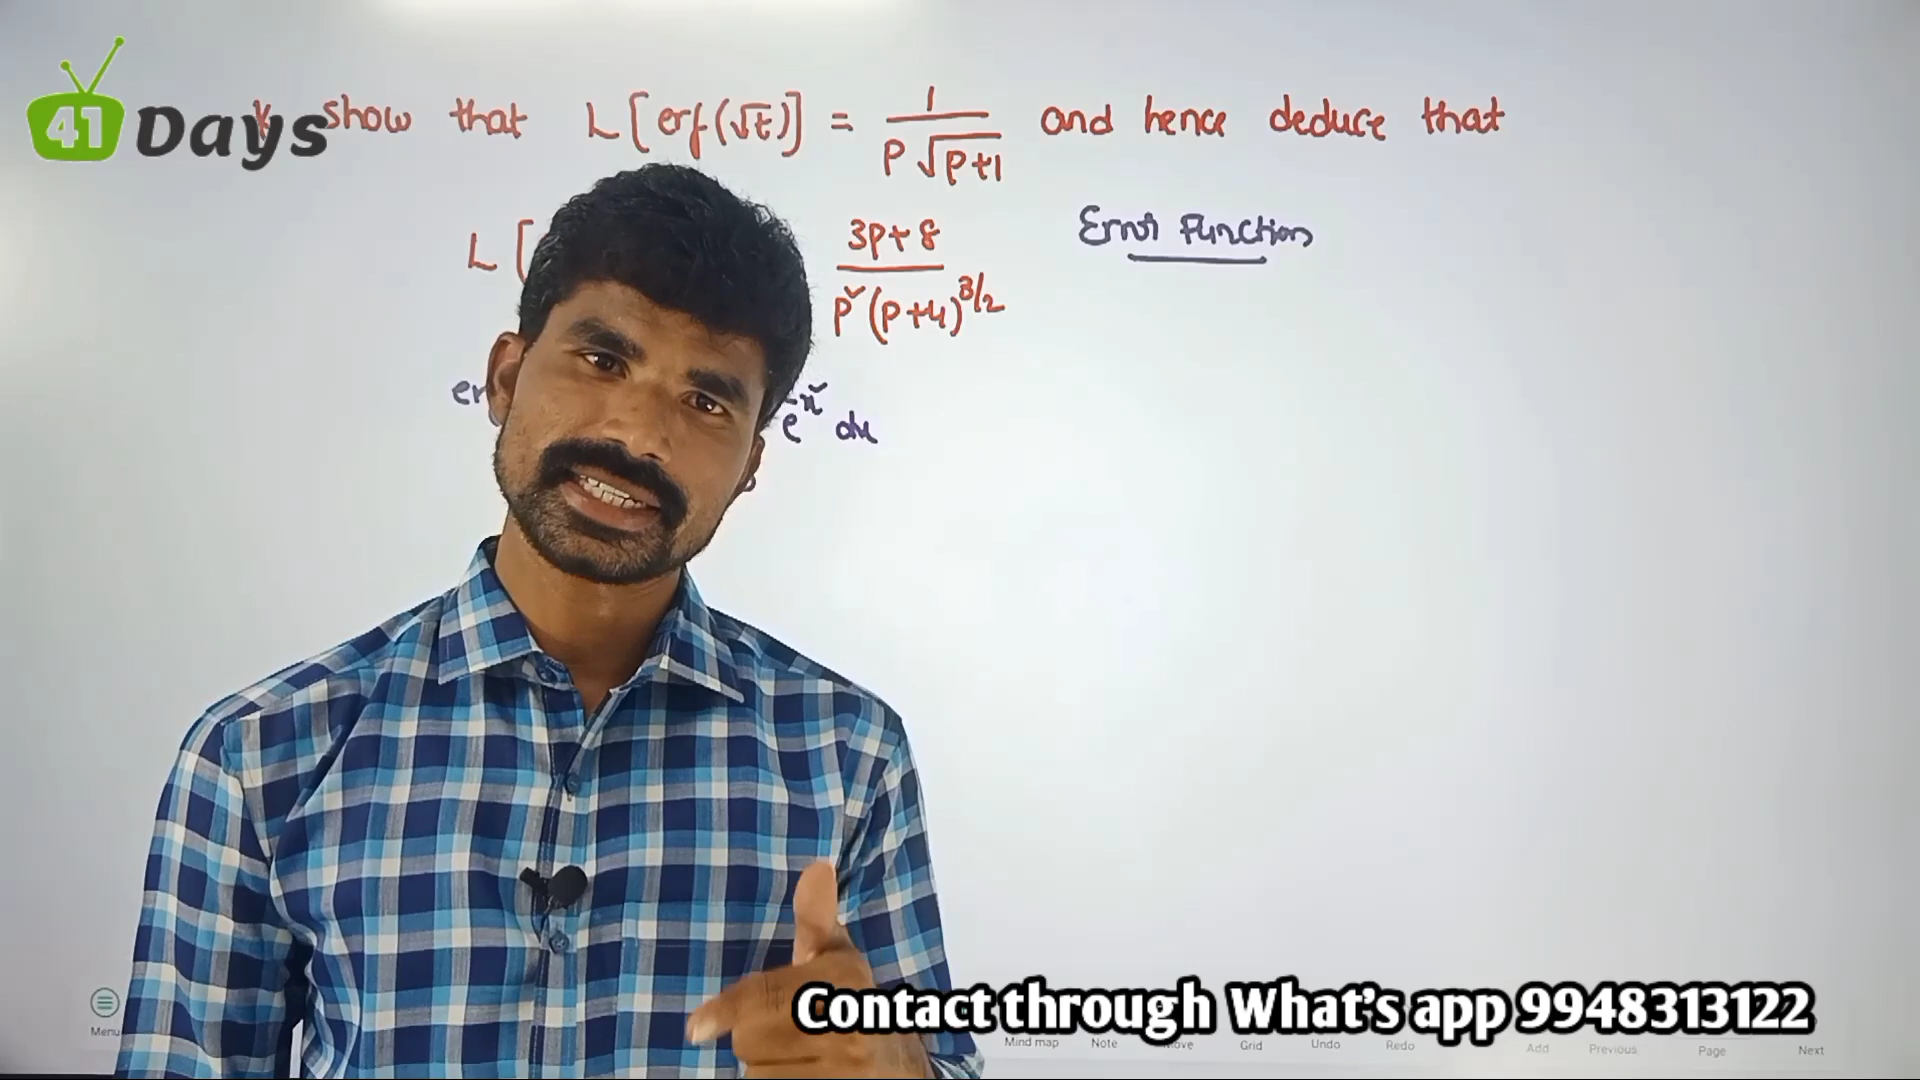 41 Days
show that L[erf(√t)] = 1/(p√(p+1)) and hence deduce that
L[ 3p+8/(p²(p+4)^3/2)
Error Function
er e^-x² dx
Contact through What's app 9948313122
Menu Mind map Note Move Grid Undo Redo Add Previous Page Next